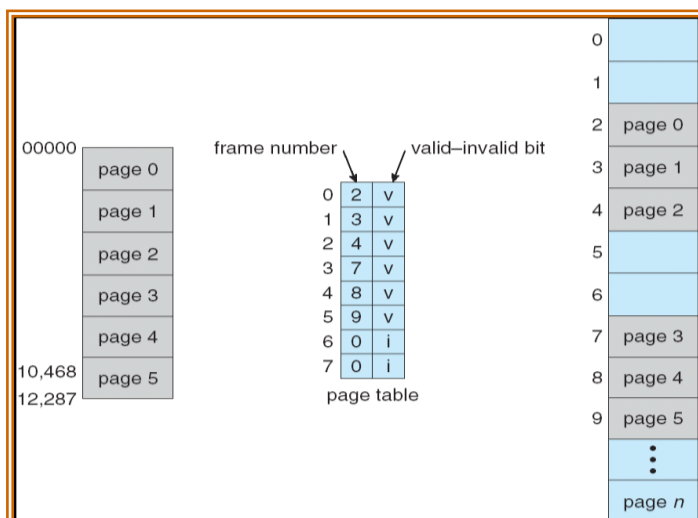 00000
page 0
page 1
page 2
page 3
page 4
page 5
10,468
12,287
frame number
valid–invalid bit
0 2 v
1 3 v
2 4 v
3 7 v
4 8 v
5 9 v
6 0 i
7 0 i
page table
0
1
2 page 0
3 page 1
4 page 2
5
6
7 page 3
8 page 4
9 page 5
page n